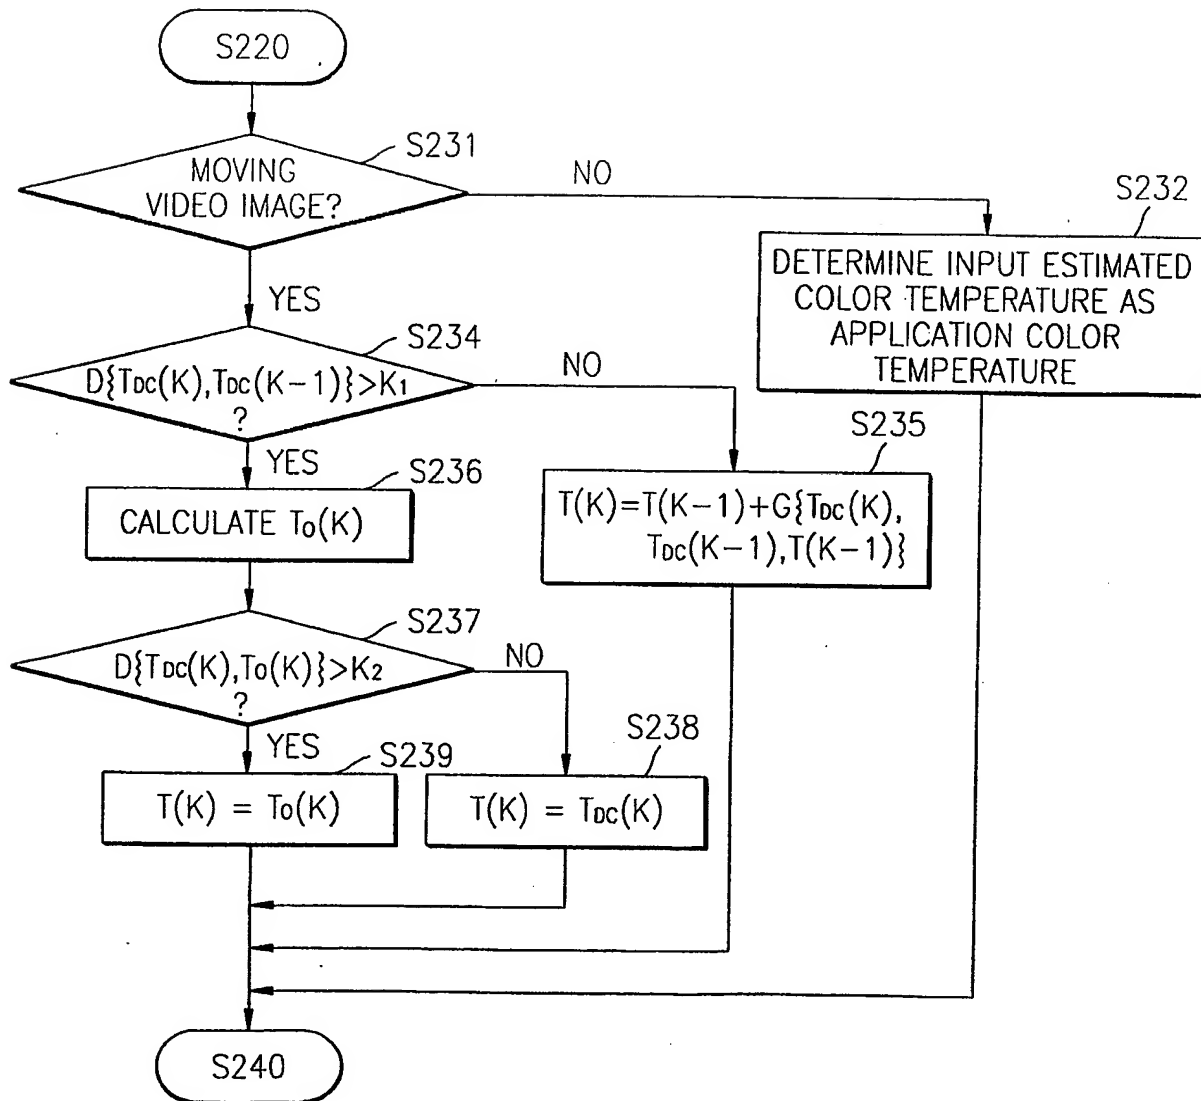 S220
S231
MOVING
VIDEO IMAGE?
NO
S232
DETERMINE INPUT ESTIMATED
COLOR TEMPERATURE AS
APPLICATION COLOR
TEMPERATURE
YES
S234
D{TDC(K),TDC(K-1)}>K1
?
NO
S235
T(K)=T(K-1)+G{TDC(K),
TDC(K-1),T(K-1)}
YES
S236
CALCULATE To(K)
S237
D{TDC(K),To(K)}>K2
?
NO
S238
T(K) = TDC(K)
YES
S239
T(K) = To(K)
S240